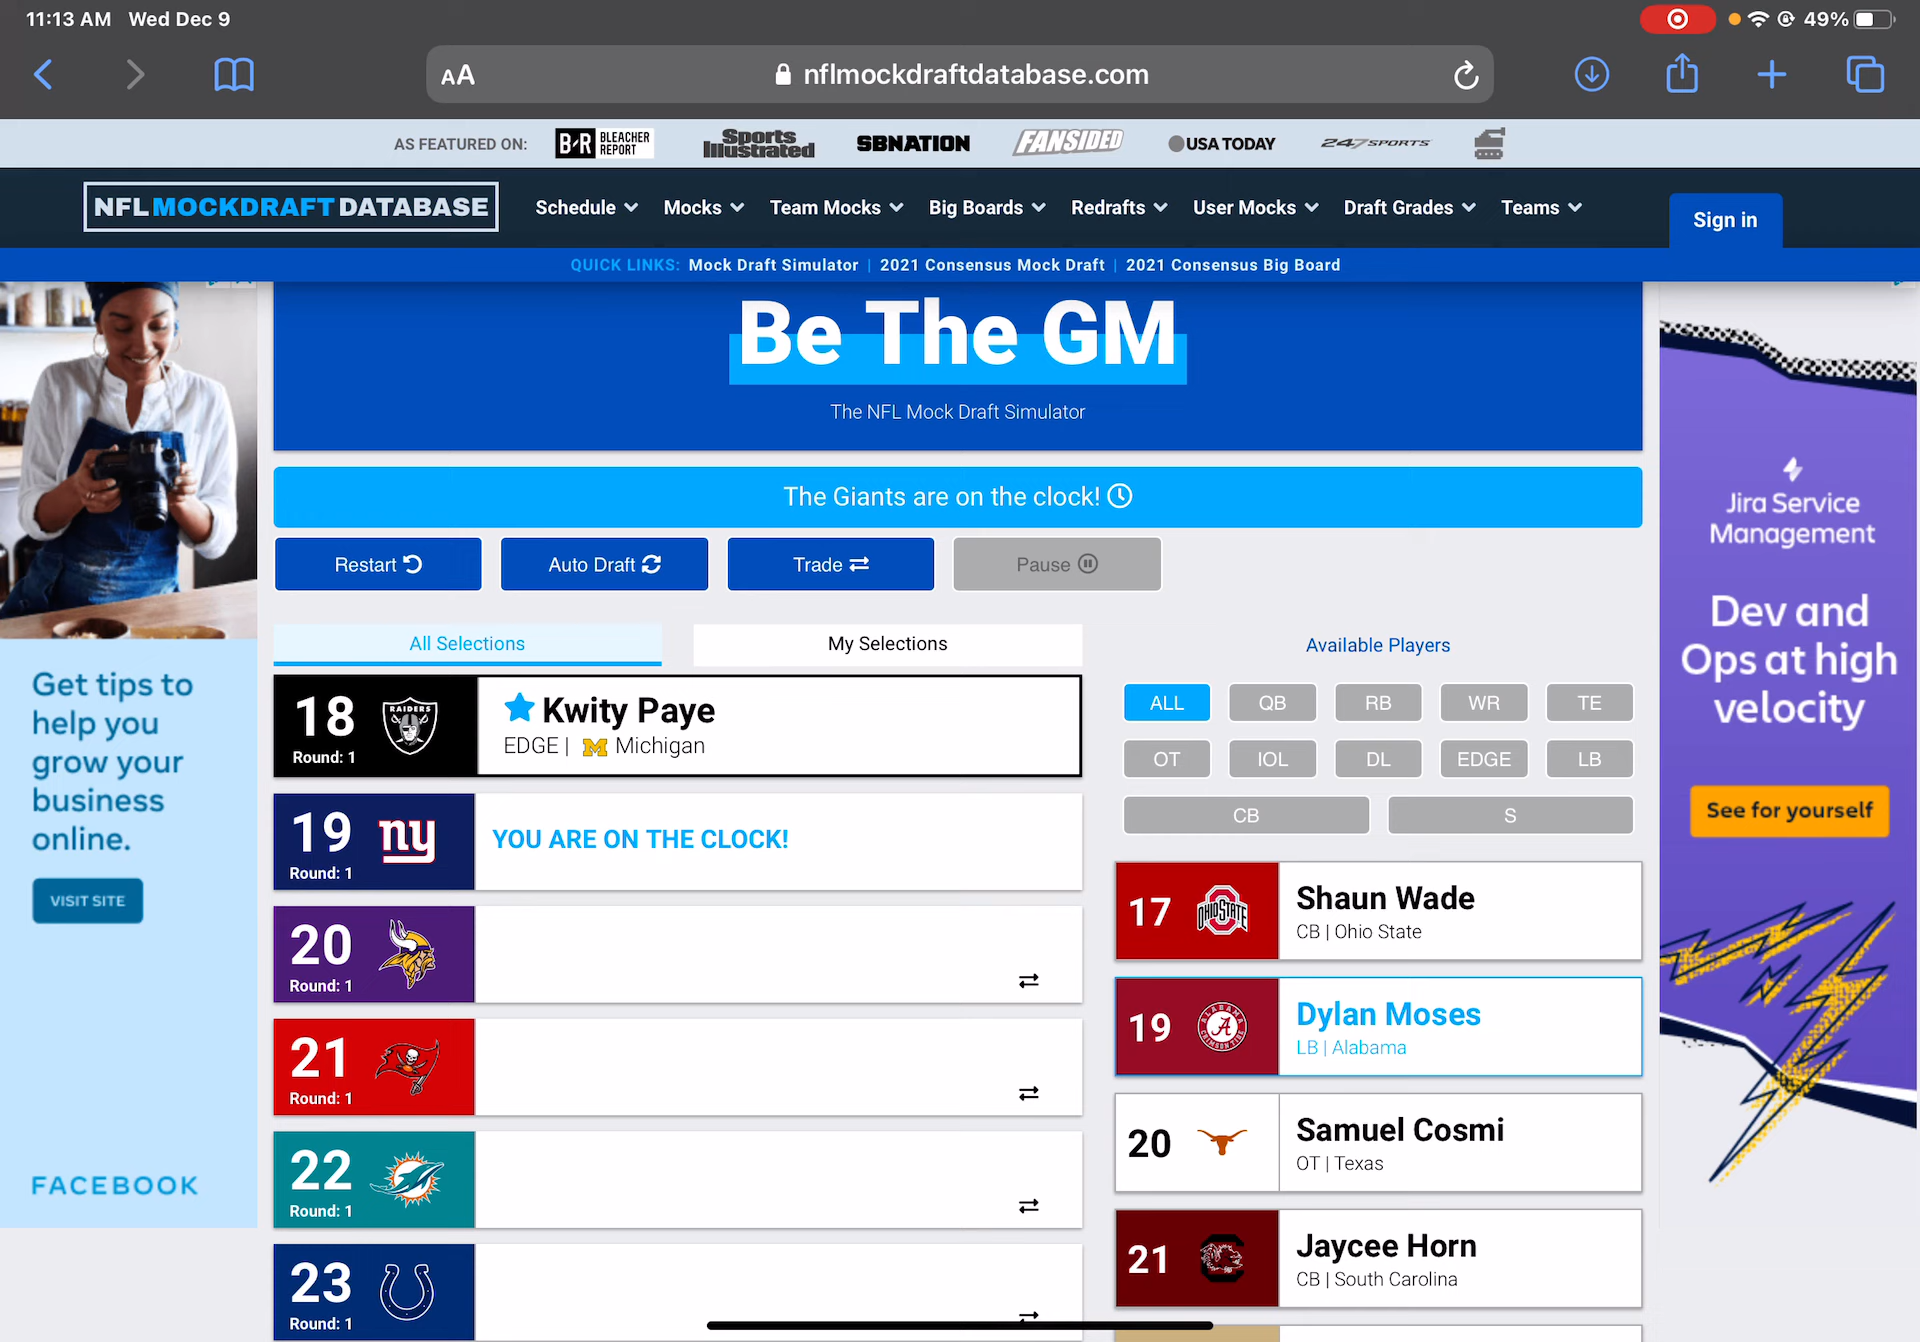 11:13 AM Wed Dec 9
49%
AA
nflmockdraftdatabase.com
AS FEATURED ON:
B/R BLEACHER REPORT
Sports Illustrated
SBNATION
FANSIDED
USA TODAY
247SPORTS
NFL MOCKDRAFT DATABASE
Schedule
Mocks
Team Mocks
Big Boards
Redrafts
User Mocks
Draft Grades
Teams
Sign in
QUICK LINKS: Mock Draft Simulator | 2021 Consensus Mock Draft | 2021 Consensus Big Board
Be The GM
The NFL Mock Draft Simulator
The Giants are on the clock!
Restart
Auto Draft
Trade
Pause
All Selections
My Selections
18
Round: 1
RAIDERS
Kwity Paye
EDGE | M Michigan
19
Round: 1
ny
YOU ARE ON THE CLOCK!
20
Round: 1
21
Round: 1
22
Round: 1
23
Round: 1
Available Players
ALL
QB
RB
WR
TE
OT
IOL
DL
EDGE
LB
CB
S
17
OHIO STATE
Shaun Wade
CB | Ohio State
19
ALABAMA
A
CRIMSON TIDE
Dylan Moses
LB | Alabama
20
Samuel Cosmi
OT | Texas
21
C
Jaycee Horn
CB | South Carolina
Get tips to
help you
grow your
business
online.
VISIT SITE
FACEBOOK
Jira Service
Management
Dev and
Ops at high
velocity
See for yourself